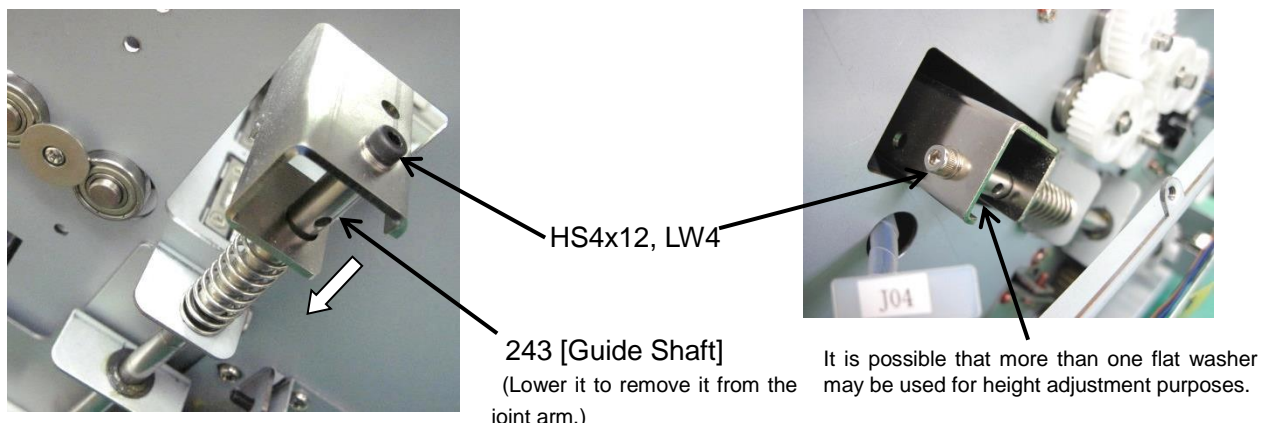 HS4x12, LW4
243 [Guide Shaft]
(Lower it to remove it from the
joint arm.)
J04
It is possible that more than one flat washer
may be used for height adjustment purposes.